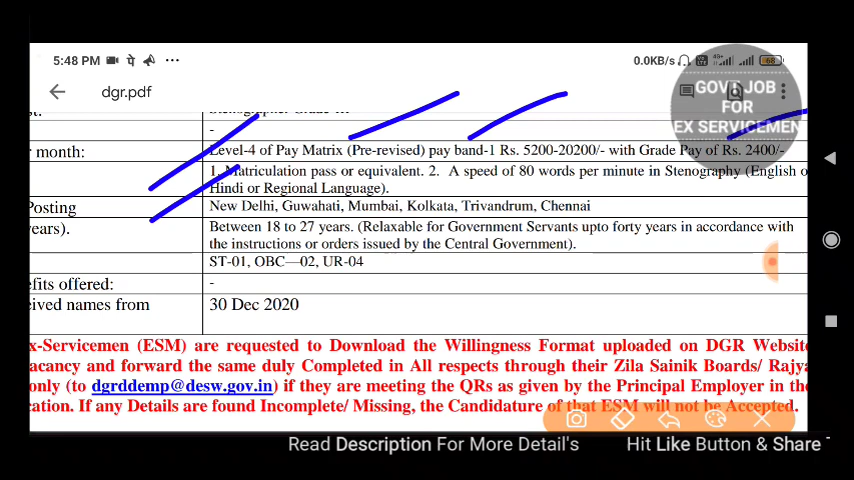 5:48 PM
0.0KB/s 68
dgr.pdf
GOVT JOB
FOR
EX SERVICEMEN
Stenographer Grade
-
r month:
Level-4 of Pay Matrix (Pre-revised) pay band-1 Rs. 5200-20200/- with Grade Pay of Rs. 2400/-
1. Matriculation pass or equivalent. 2. A speed of 80 words per minute in Stenography (English o
Hindi or Regional Language).
Posting
New Delhi, Guwahati, Mumbai, Kolkata, Trivandrum, Chennai
years).
Between 18 to 27 years. (Relaxable for Government Servants upto forty years in accordance with
the instructions or orders issued by the Central Government).
ST-01, OBC—02, UR-04
efits offered:
-
eived names from
30 Dec 2020
x-Servicemen (ESM) are requested to Download the Willingness Format uploaded on DGR Website
acancy and forward the same duly Completed in All respects through their Zila Sainik Boards/ Rajya
only (to dgrddemp@desw.gov.in) if they are meeting the QRs as given by the Principal Employer in the
cation. If any Details are found Incomplete/ Missing, the Candidature of that ESM will not be Accepted.
Read Description For More Detail's Hit Like Button & Share